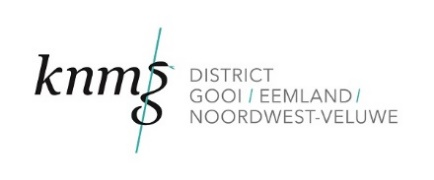 knmg
DISTRICT
GOOI / EEMLAND /
NOORDWEST-VELUWE